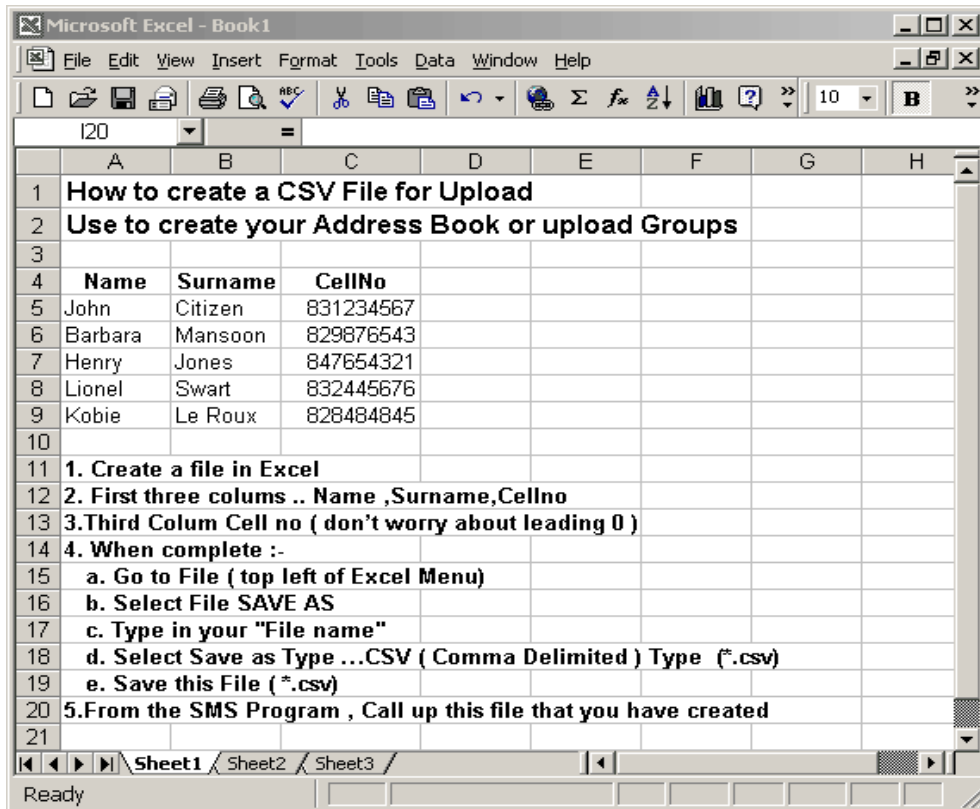 Microsoft Excel - Book1
File Edit View Insert Format Tools Data Window Help
ABC Σ fx A Z ? » 10 B »
I20 =
A B C D E F G H
1 How to create a CSV File for Upload
2 Use to create your Address Book or upload Groups
3
4 Name Surname CellNo
5 John Citizen 831234567
6 Barbara Mansoon 829876543
7 Henry Jones 847654321
8 Lionel Swart 832445676
9 Kobie Le Roux 828484845
10
11 1. Create a file in Excel
12 2. First three colums .. Name ,Surname,Cellno
13 3.Third Colum Cell no ( don't worry about leading 0 )
14 4. When complete :-
15 a. Go to File ( top left of Excel Menu)
16 b. Select File SAVE AS
17 c. Type in your "File name"
18 d. Select Save as Type ...CSV ( Comma Delimited ) Type (*.csv)
19 e. Save this File ( *.csv)
20 5.From the SMS Program , Call up this file that you have created
21
Sheet1 / Sheet2 / Sheet3 /
Ready